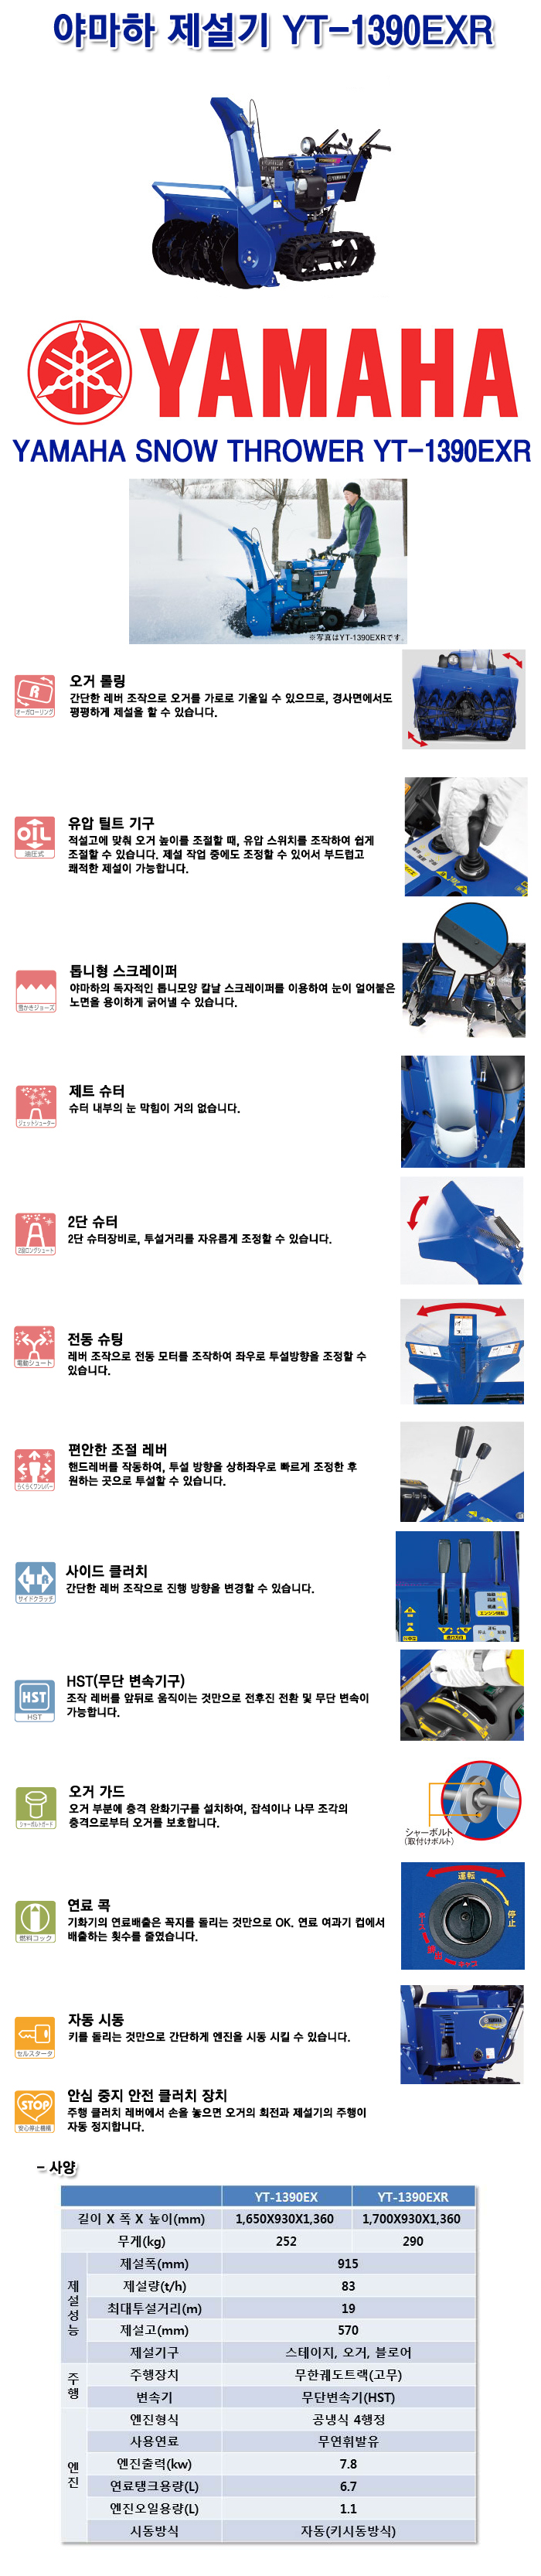 야마하 제설기 YT-1390EXR
YAMAHA
YAMAHA
YAMAHA SNOW THROWER YT-1390EXR
YAMAHA
※写真はYT-1390EXRです。
R
オーガローリング
오거 롤링
간단한 레버 조작으로 오거를 가로로 기울일 수 있으므로, 경사면에서도
평평하게 제설을 할 수 있습니다.
OIL
油圧式
유압 틸트 기구
적설고에 맞춰 오거 높이를 조절할 때, 유압 스위치를 조작하여 쉽게
조절할 수 있습니다. 제설 작업 중에도 조정할 수 있어서 부드럽고
쾌적한 제설이 가능합니다.
雪かきジョーズ
톱니형 스크레이퍼
야마하의 독자적인 톱니모양 칼날 스크레이퍼를 이용하여 눈이 얼어붙은
노면을 용이하게 긁어낼 수 있습니다.
ジェットシューター
제트 슈터
슈터 내부의 눈 막힘이 거의 없습니다.
2段ロングシュート
2단 슈터
2단 슈터장비로, 투설거리를 자유롭게 조정할 수 있습니다.
電動シュート
전동 슈팅
레버 조작으로 전동 모터를 조작하여 좌우로 투설방향을 조정할 수
있습니다.
らくらくワンレバー
편안한 조절 레버
핸드레버를 작동하여, 투설 방향을 상하좌우로 빠르게 조정한 후
원하는 곳으로 투설할 수 있습니다.
L R
サイドクラッチ
사이드 클러치
간단한 레버 조작으로 진행 방향을 변경할 수 있습니다.
エンジン回転
HST
HST
HST(무단 변속기구)
조작 레버를 앞뒤로 움직이는 것만으로 전후진 전환 및 무단 변속이
가능합니다.
シャーボルトガード
오거 가드
오거 부분에 충격 완화기구를 설치하여, 잡석이나 나무 조각의
충격으로부터 오거를 보호합니다.
シャーボルト
(取付けボルト)
燃料コック
연료 콕
기화기의 연료배출은 꼭지를 돌리는 것만으로 OK. 연료 여과기 컵에서
배출하는 횟수를 줄였습니다.
運転
停止
セルスタータ
자동 시동
키를 돌리는 것만으로 간단하게 엔진을 시동 시킬 수 있습니다.
STOP
安心停止機構
안심 중지 안전 클러치 장치
주행 클러치 레버에서 손을 놓으면 오거의 회전과 제설기의 주행이
자동 정지합니다.
- 사양
YT-1390EX YT-1390EXR
길이 X 폭 X 높이(mm) 1,650X930X1,360 1,700X930X1,360
무게(kg) 252 290
제설성능
제설폭(mm) 915
제설량(t/h) 83
최대투설거리(m) 19
제설고(mm) 570
제설기구 스테이지, 오거, 블로어
주행
주행장치 무한궤도트랙(고무)
변속기 무단변속기(HST)
엔진
엔진형식 공냉식 4행정
사용연료 무연휘발유
엔진출력(kw) 7.8
연료탱크용량(L) 6.7
엔진오일용량(L) 1.1
시동방식 자동(키시동방식)